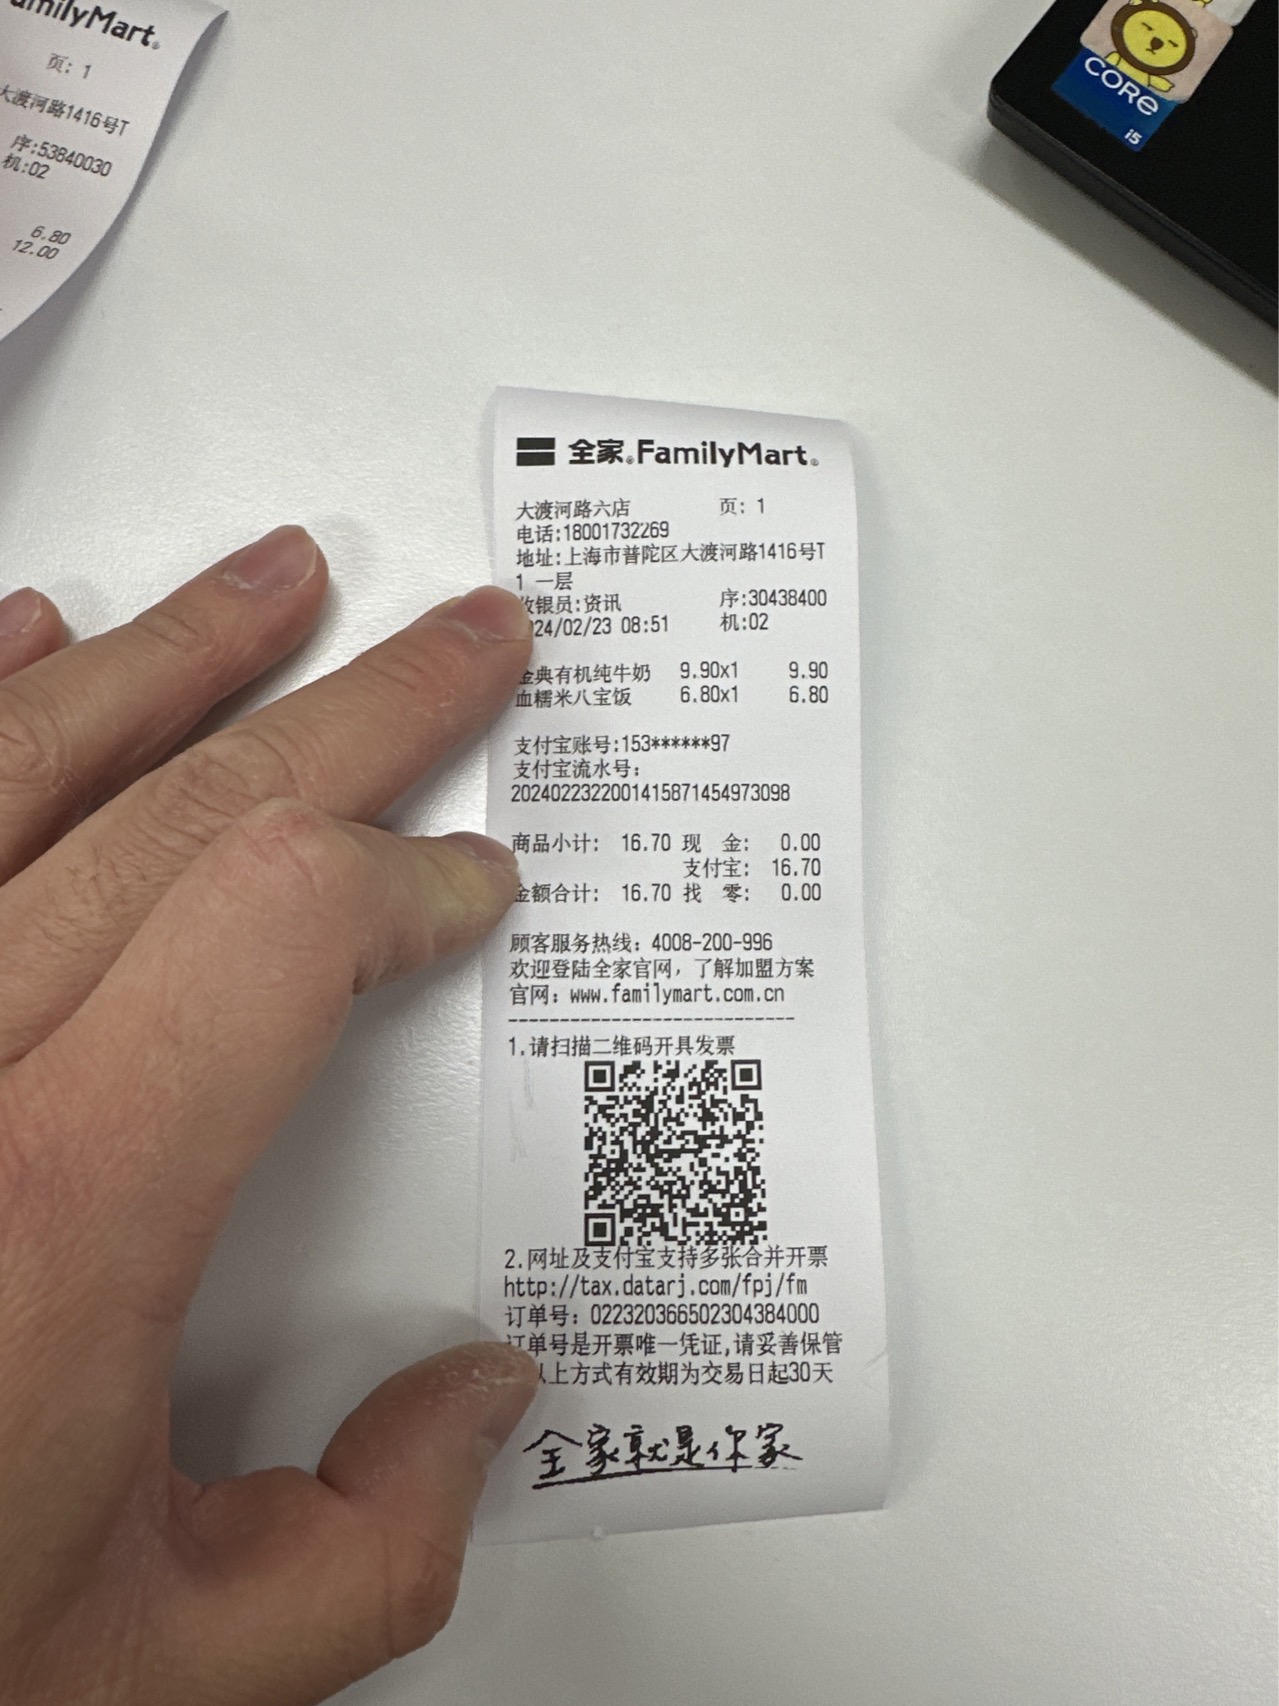 FamilyMart
页: 1
大渡河路1416号T
序:53840030
机:02
6.80
12.00
CORE
i5
全家 FamilyMart
大渡河路六店 页: 1
电话:18001732269
地址:上海市普陀区大渡河路1416号T
1 一层
收银员:资讯 序:30438400
24/02/23 08:51 机:02
金典有机纯牛奶 9.90x1 9.90
血糯米八宝饭 6.80x1 6.80
支付宝账号:153******97
支付宝流水号:
2024022322001415871454973098
商品小计: 16.70 现 金: 0.00
支付宝: 16.70
金额合计: 16.70 找 零: 0.00
顾客服务热线: 4008-200-996
欢迎登陆全家官网，了解加盟方案
官网: www.familymart.com.cn
1.请扫描二维码开具发票
2.网址及支付宝支持多张合并开票
http://tax.datarj.com/fpj/fm
订单号: 022320366502304384000
订单号是开票唯一凭证,请妥善保管
以上方式有效期为交易日起30天
全家就是你家